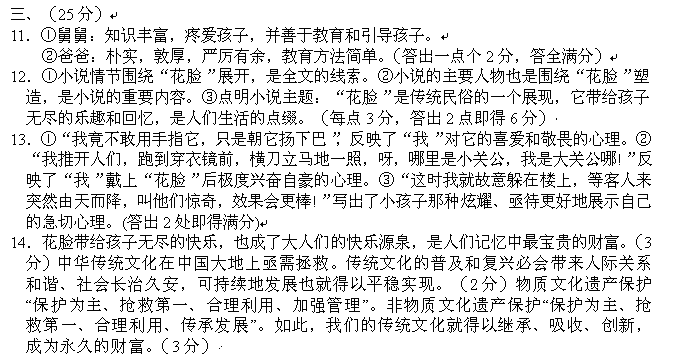 三、（25分）
11．①舅舅：知识丰富，疼爱孩子，并善于教育和引导孩子。
②爸爸：朴实，敦厚，严厉有余，教育方法简单。（答出一点个2分，答全满分）
12．①小说情节围绕“花脸”展开，是全文的线索。②小说的主要人物也是围绕“花脸”塑
造，是小说的重要内容。③点明小说主题：“花脸”是传统民俗的一个展现，它带给孩子
无尽的乐趣和回忆，是人们生活的点缀。（每点3分，答出2点即得6分）
13．①“我竟不敢用手指它，只是朝它扬下巴”，反映了“我”对它的喜爱和敬畏的心理。②
“我推开人们，跑到穿衣镜前，横刀立马地一照，呀，哪里是小关公，我是大关公哪！”反
映了“我”戴上“花脸”后极度兴奋自豪的心理。③“这时我就故意躲在楼上，等客人来
突然由天而降，叫他们惊奇，效果会更棒！”写出了小孩子那种炫耀、亟待更好地展示自己
的急切心理。(答出2处即得满分)
14．花脸带给孩子无尽的快乐，也成了大人们的快乐源泉，是人们记忆中最宝贵的财富。（3
分）中华传统文化在中国大地上亟需拯救。传统文化的普及和复兴必会带来人际关系
和谐、社会长治久安，可持续地发展也就得以平稳实现。（2分）物质文化遗产保护
“保护为主、抢救第一、合理利用、加强管理”。非物质文化遗产保护“保护为主、抢
救第一、合理利用、传承发展”。如此，我们的传统文化就得以继承、吸收、创新，
成为永久的财富。（3分）